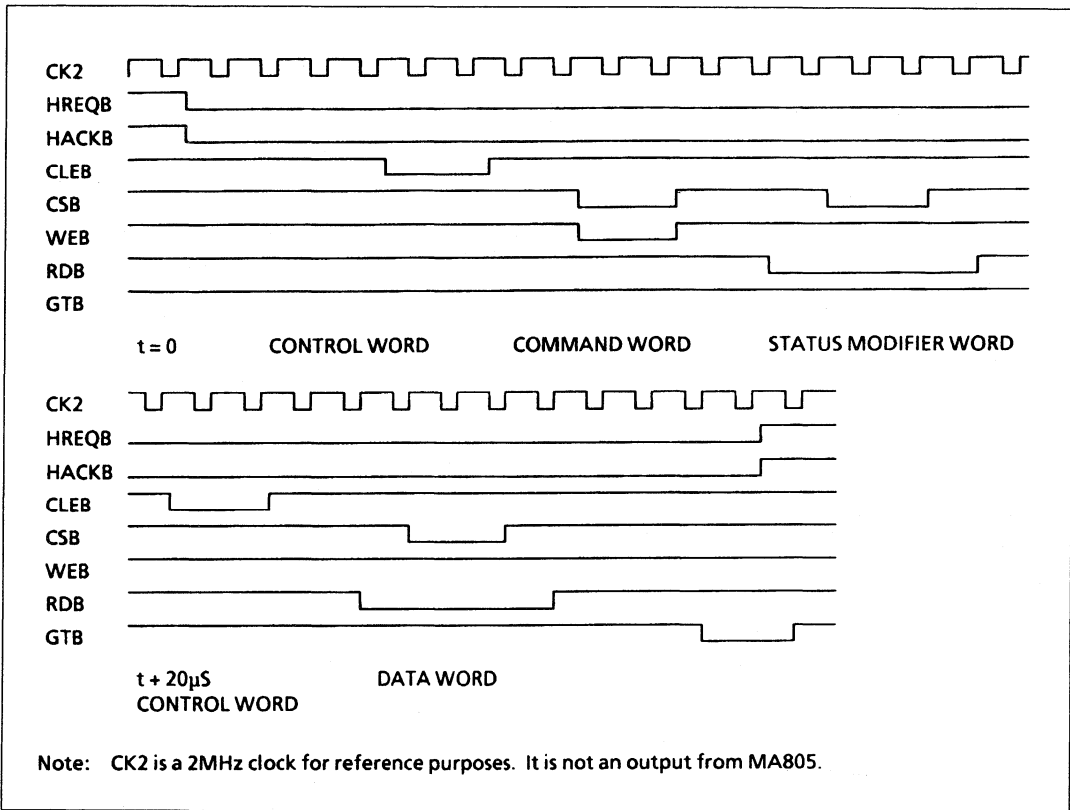 CK2
HREQB
HACKB
CLEB
CSB
WEB
RDB
GTB
t = 0 CONTROL WORD COMMAND WORD STATUS MODIFIER WORD
CK2
HREQB
HACKB
CLEB
CSB
WEB
RDB
GTB
t + 20µS DATA WORD
CONTROL WORD
Note: CK2 is a 2MHz clock for reference purposes. It is not an output from MA805.